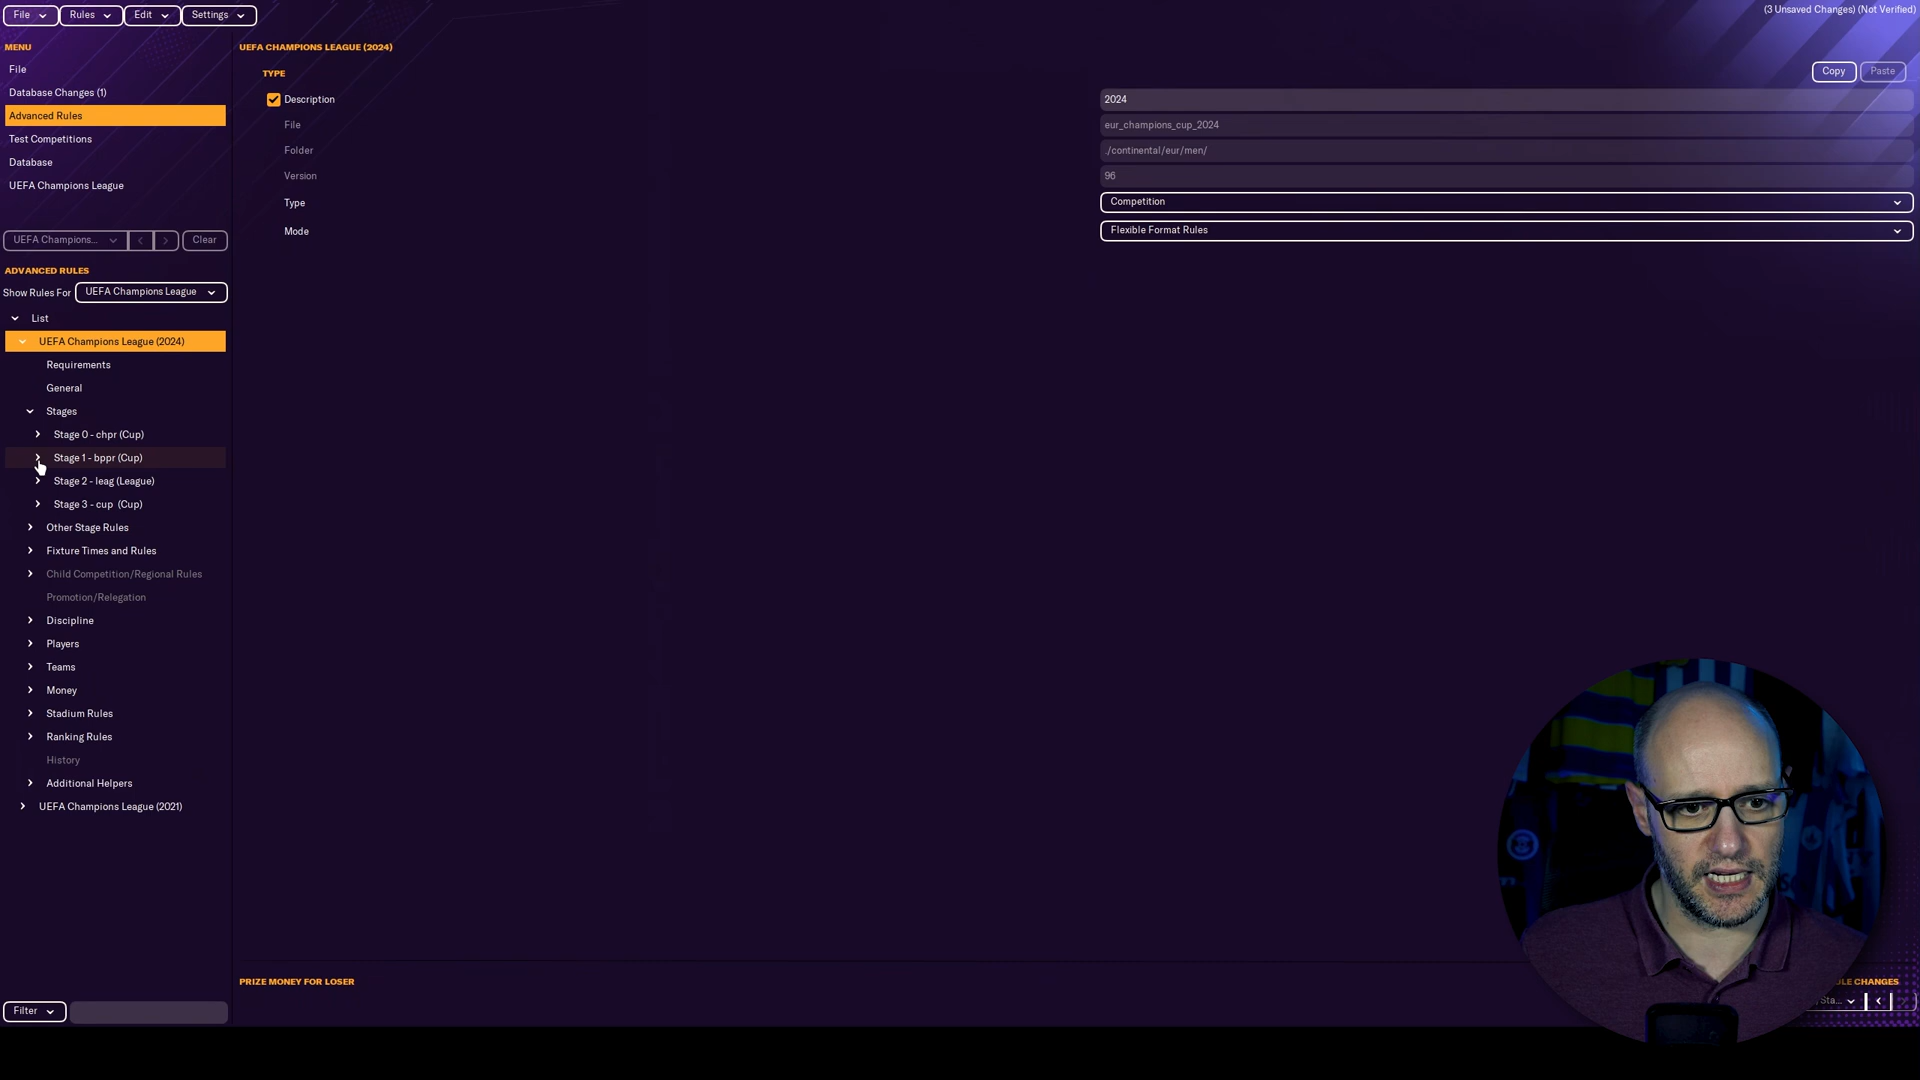 File
Rules
Edit
Settings
(3 Unsaved Changes) (Not Verified)
MENU
File
Database Changes (1)
Advanced Rules
Test Competitions
Database
UEFA Champions League
UEFA Champions...
Clear
ADVANCED RULES
Show Rules For
UEFA Champions League
List
UEFA Champions League (2024)
Requirements
General
Stages
Stage 0 - chpr (Cup)
Stage 1 - bppr (Cup)
Stage 2 - leag (League)
Stage 3 - cup (Cup)
Other Stage Rules
Fixture Times and Rules
Child Competition/Regional Rules
Promotion/Relegation
Discipline
Players
Teams
Money
Stadium Rules
Ranking Rules
History
Additional Helpers
UEFA Champions League (2021)
Filter
UEFA CHAMPIONS LEAGUE (2024)
TYPE
Copy
Paste
Description
2024
File
eur_champions_cup_2024
Folder
./continental/eur/men/
Version
96
Type
Competition
Mode
Flexible Format Rules
PRIZE MONEY FOR LOSER
CHANGES